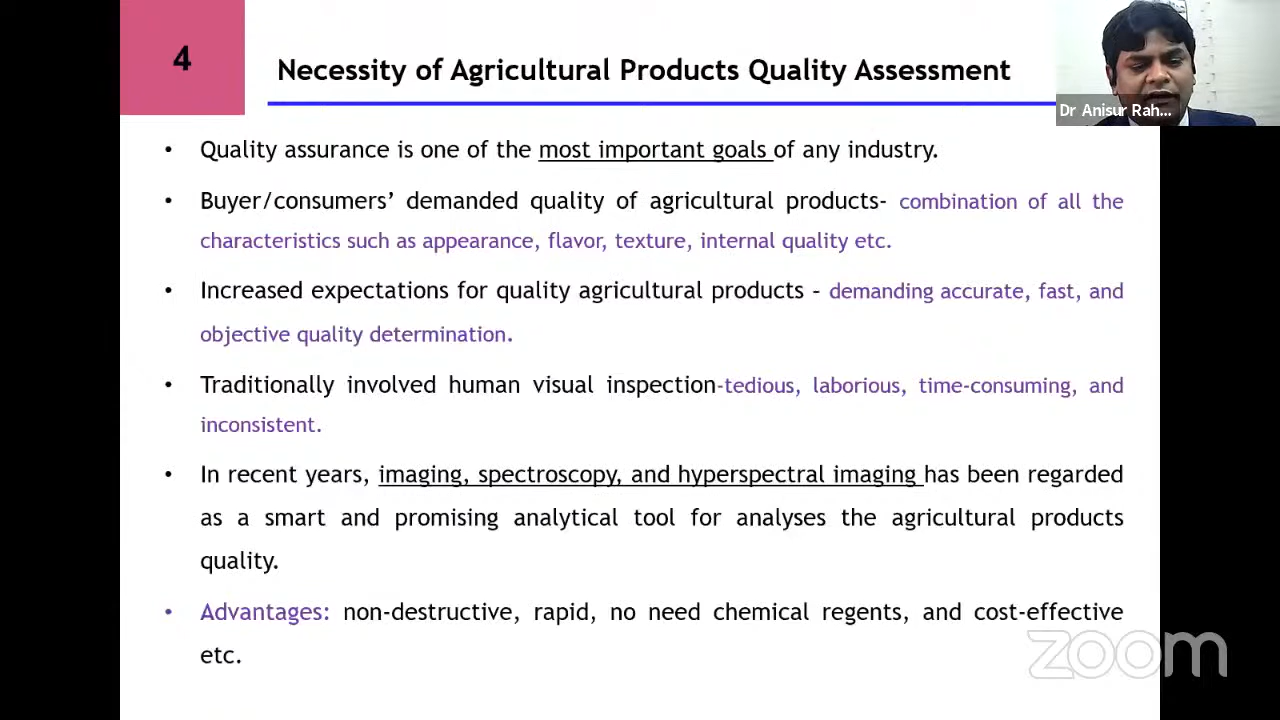 4
Necessity of Agricultural Products Quality Assessment
Dr Anisur Rah...
• Quality assurance is one of the most important goals of any industry.
• Buyer/consumers’ demanded quality of agricultural products- combination of all the
characteristics such as appearance, flavor, texture, internal quality etc.
• Increased expectations for quality agricultural products – demanding accurate, fast, and
objective quality determination.
• Traditionally involved human visual inspection-tedious, laborious, time-consuming, and
inconsistent.
• In recent years, imaging, spectroscopy, and hyperspectral imaging has been regarded
as a smart and promising analytical tool for analyses the agricultural products
quality.
• Advantages: non-destructive, rapid, no need chemical regents, and cost-effective
etc.
zoom